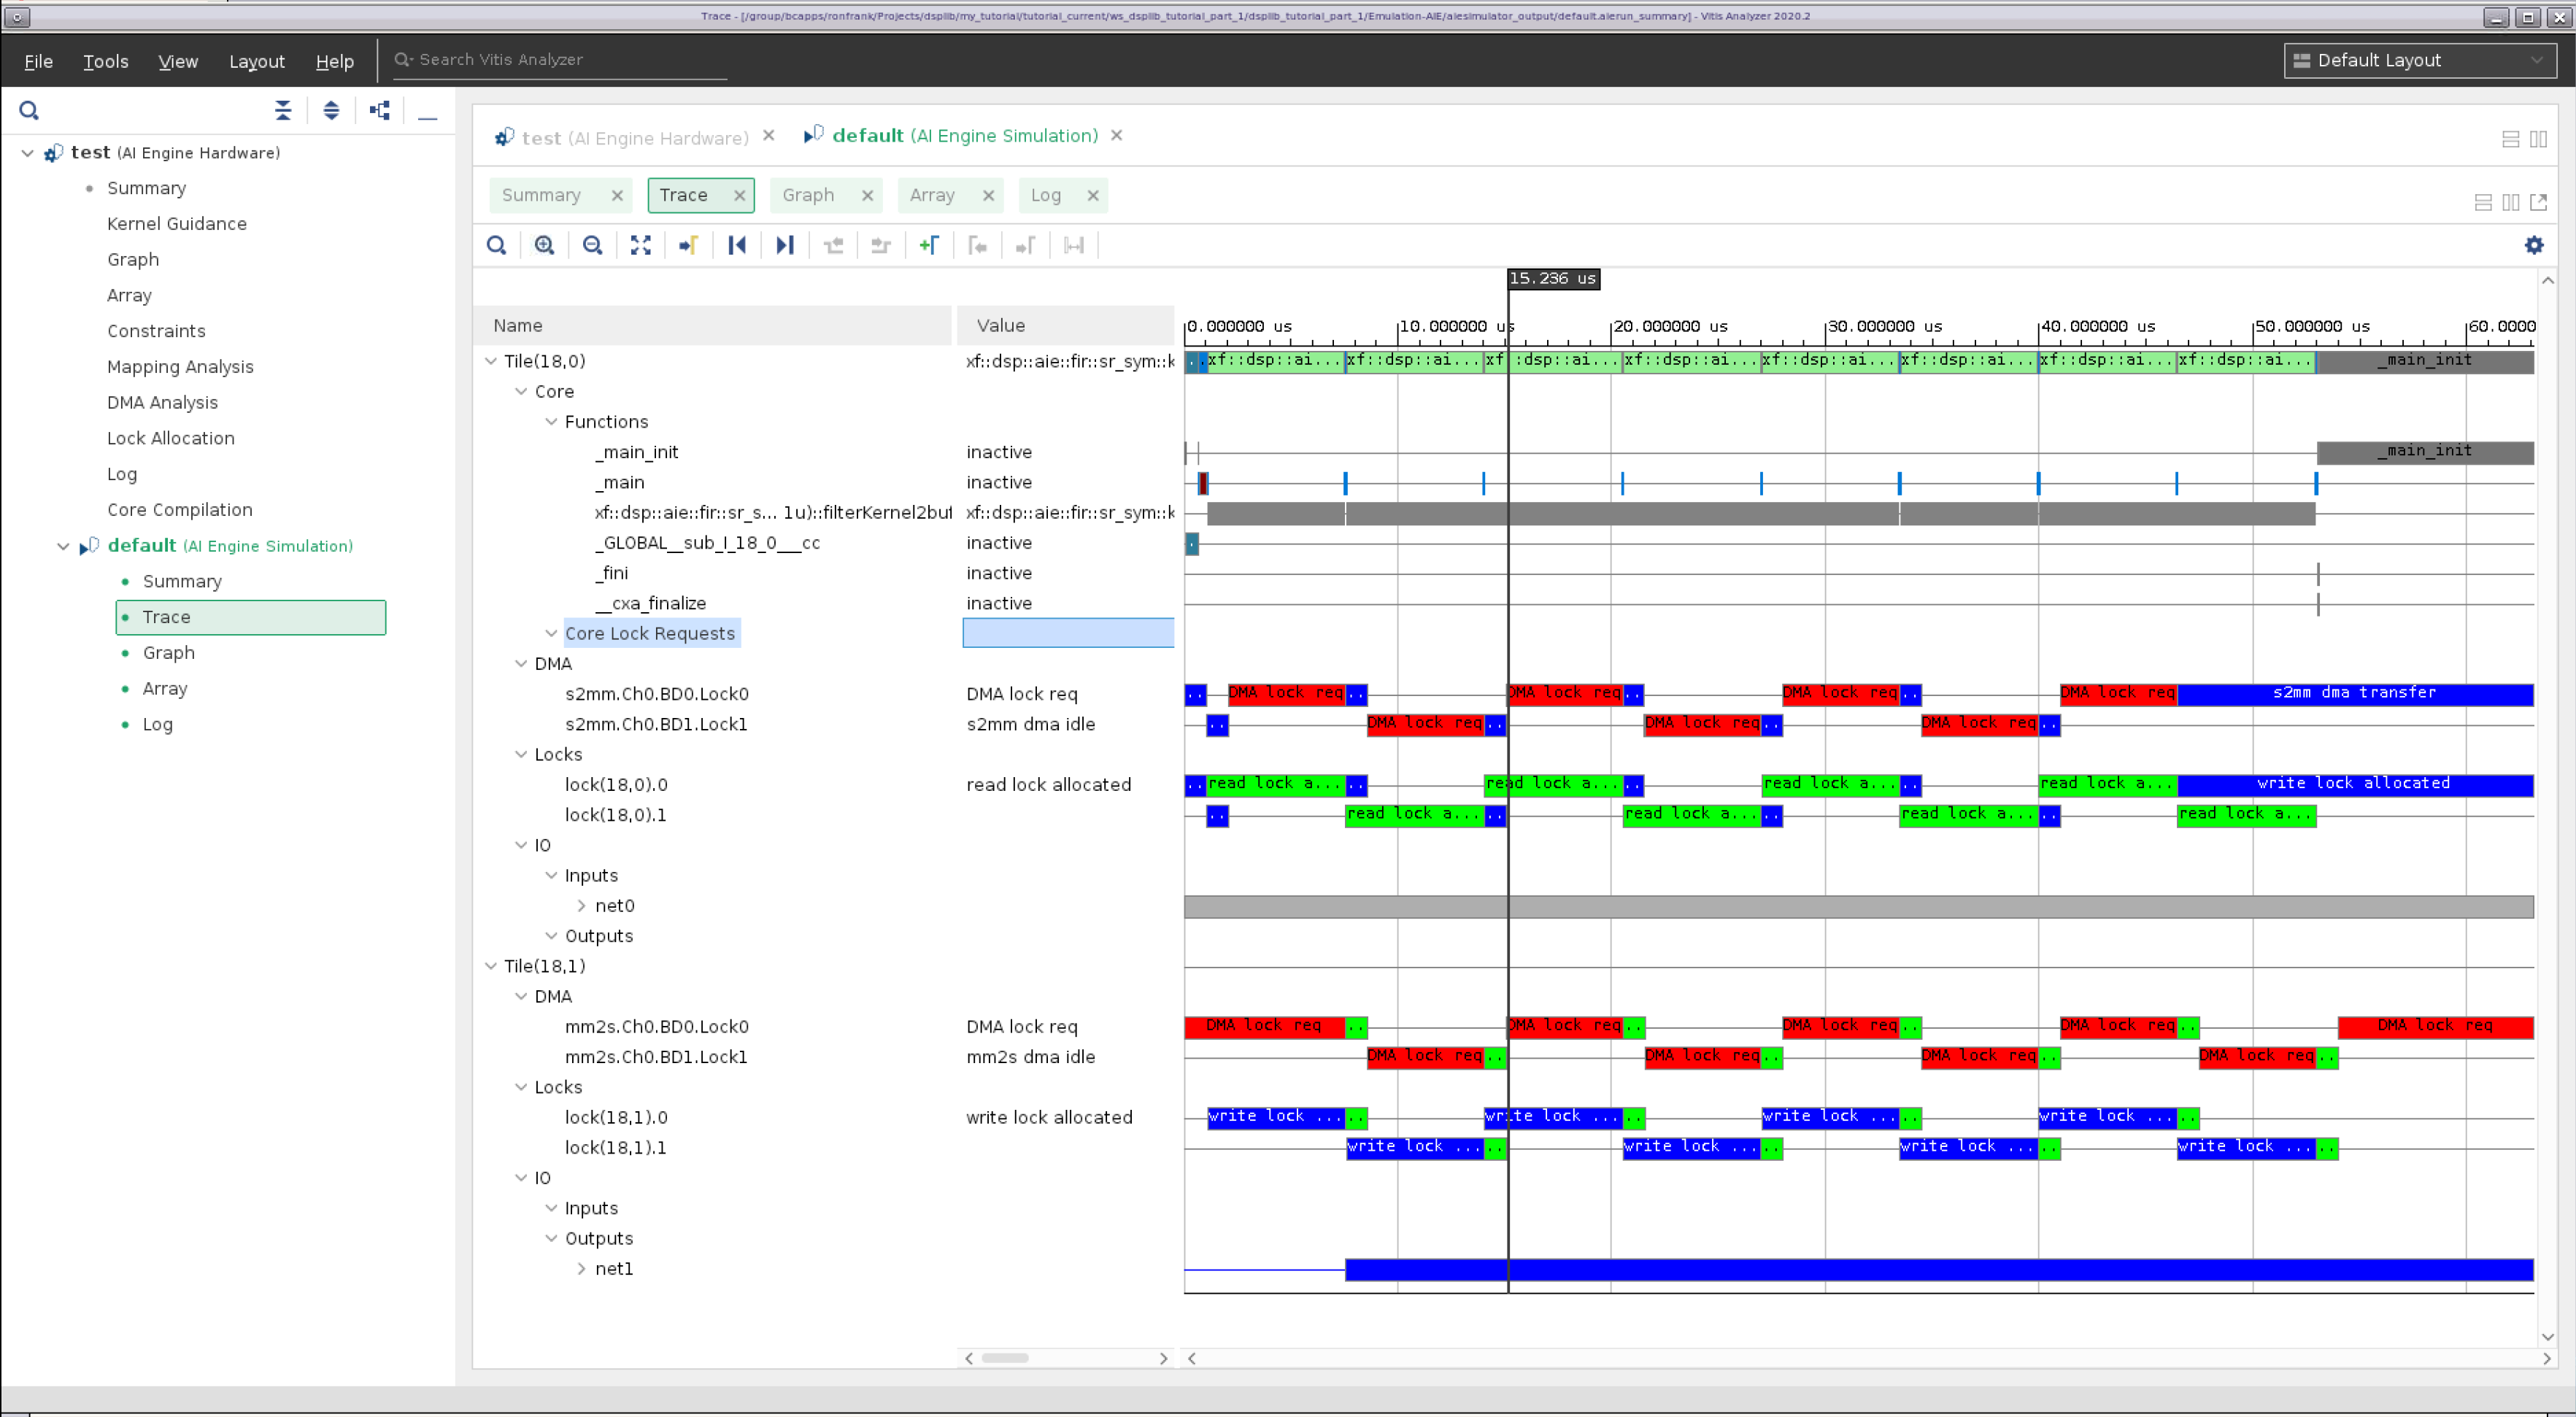 Trace - [/group/bcapps/ronfrank/Projects/dsplib/my_tutorial/tutorial_current/ws_dsplib_tutorial_part_1/dsplib_tutorial_part_1/Emulation-AIE/aiesimulator_output/default.aierun_summary] - Vitis Analyzer 2020.2
File Tools View Layout Help Search Vitis Analyzer Default Layout
test (AI Engine Hardware)
Summary
Kernel Guidance
Graph
Array
Constraints
Mapping Analysis
DMA Analysis
Lock Allocation
Log
Core Compilation
default (AI Engine Simulation)
Summary
Trace
Graph
Array
Log
test (AI Engine Hardware) default (AI Engine Simulation)
Summary Trace Graph Array Log
15.236 us
Name Value 0.000000 us 10.000000 us 20.000000 us 30.000000 us 40.000000 us 50.000000 us 60.0000
Tile(18,0) xf::dsp::aie::fir::sr_sym::k .. xf::dsp::ai... xf::dsp::ai... xf::dsp::ai... xf::dsp::ai... xf::dsp::ai... xf::dsp::ai... xf::dsp::ai... xf::dsp::ai... _main_init
Core
Functions
_main_init inactive _main_init
_main inactive
xf::dsp::aie::fir::sr_s... 1u)::filterKernel2buf xf::dsp::aie::fir::sr_sym::k
_GLOBAL__sub_I_18_0___cc inactive .
_fini inactive
__cxa_finalize inactive
Core Lock Requests
DMA
s2mm.Ch0.BD0.Lock0 DMA lock req .. DMA lock req .. DMA lock req .. DMA lock req .. DMA lock req s2mm dma transfer
s2mm.Ch0.BD1.Lock1 s2mm dma idle .. DMA lock req .. DMA lock req .. DMA lock req ..
Locks
lock(18,0).0 read lock allocated .. read lock a... .. read lock a... .. read lock a... .. read lock a... write lock allocated
lock(18,0).1 .. read lock a... .. read lock a... .. read lock a... .. read lock a...
IO
Inputs
net0
Outputs
Tile(18,1)
DMA
mm2s.Ch0.BD0.Lock0 DMA lock req DMA lock req .. DMA lock req .. DMA lock req .. DMA lock req .. DMA lock req
mm2s.Ch0.BD1.Lock1 mm2s dma idle DMA lock req .. DMA lock req .. DMA lock req .. DMA lock req ..
Locks
lock(18,1).0 write lock allocated write lock ... .. write lock ... .. write lock ... .. write lock ... ..
lock(18,1).1 write lock ... .. write lock ... .. write lock ... .. write lock ... ..
IO
Inputs
Outputs
net1